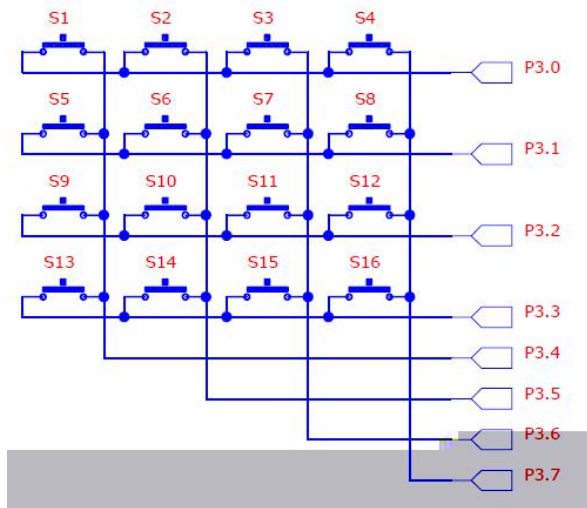 S1 S2 S3 S4
P3.0
S5 S6 S7 S8
P3.1
S9 S10 S11 S12
P3.2
S13 S14 S15 S16
P3.3
P3.4
P3.5
P3.6
P3.7